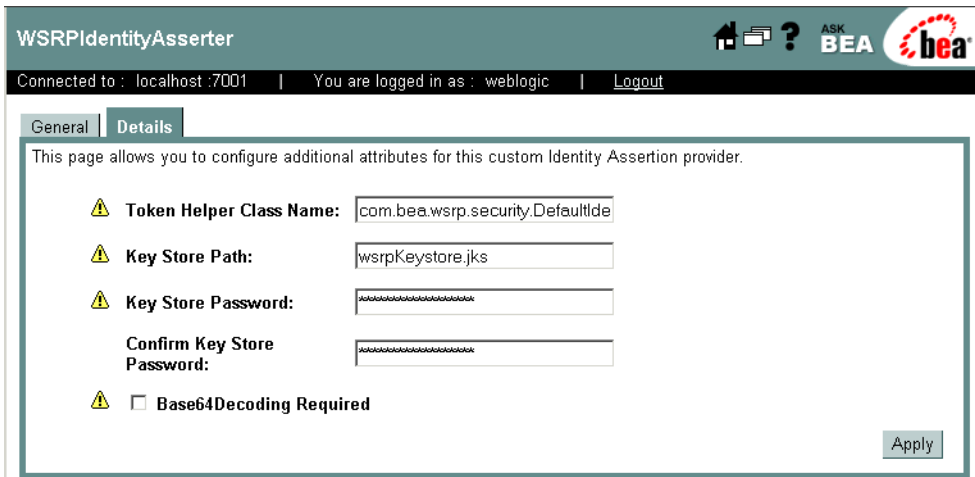 WSRPIdentityAsserter
? ASK BEA bea
Connected to : localhost :7001 | You are logged in as : weblogic | Logout
General Details
This page allows you to configure additional attributes for this custom Identity Assertion provider.
Token Helper Class Name: com.bea.wsrp.security.DefaultIde
Key Store Path: wsrpKeystore.jks
Key Store Password: ********************
Confirm Key Store
Password: ********************
Base64Decoding Required
Apply